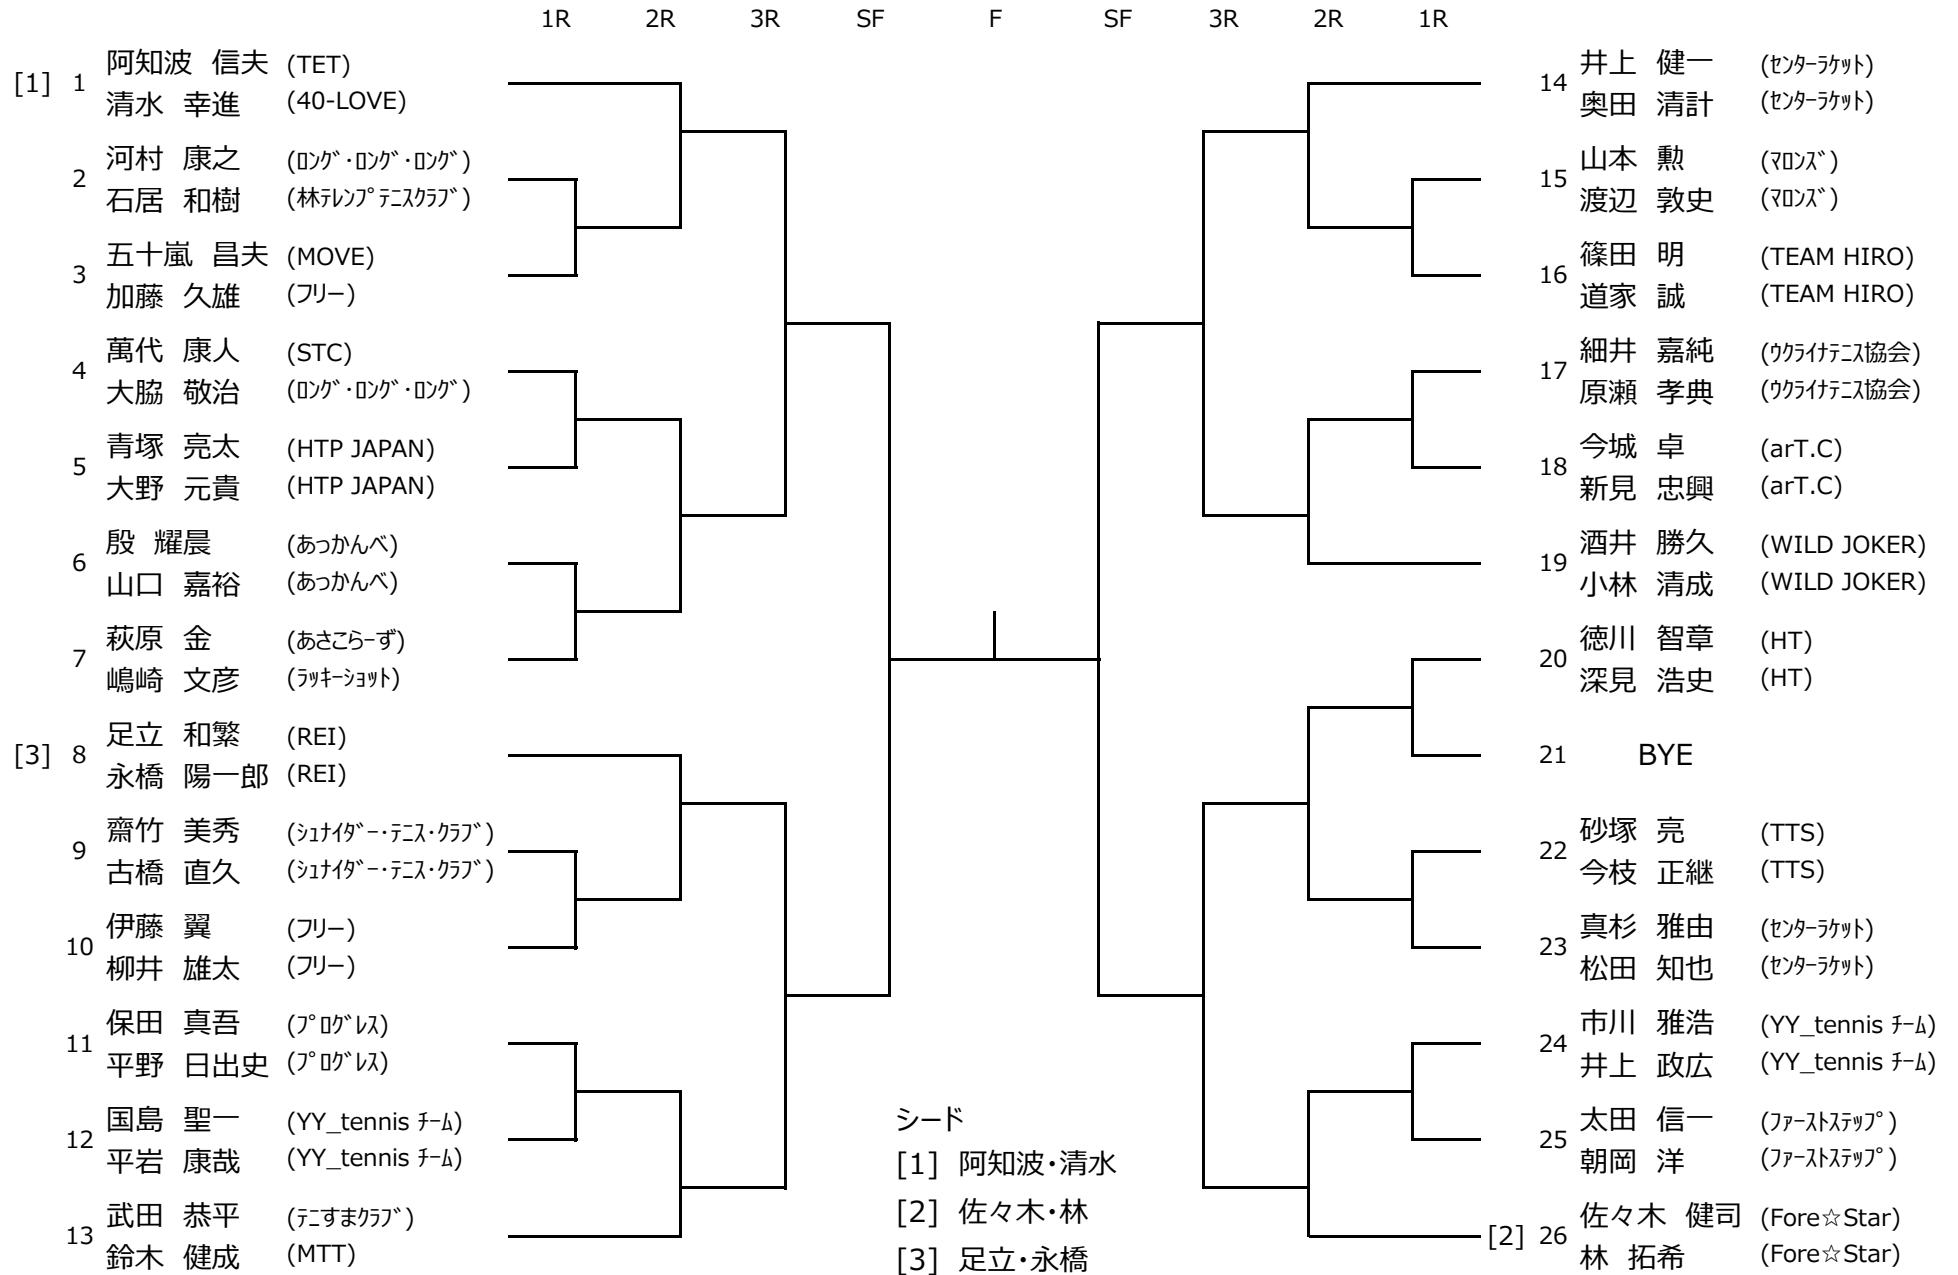 1R 2R 3R SF F SF 3R 2R 1R
[1] 1 阿知波 信夫 (TET)
清水 幸進 (40-LOVE)
2 河村 康之 (ﾛﾝｸﾞ・ﾛﾝｸﾞ・ﾛﾝｸﾞ)
石居 和樹 (林ﾃﾚﾝﾌﾟﾃﾆｽｸﾗﾌﾞ)
3 五十嵐 昌夫 (MOVE)
加藤 久雄 (フリー)
4 萬代 康人 (STC)
大脇 敬治 (ﾛﾝｸﾞ・ﾛﾝｸﾞ・ﾛﾝｸﾞ)
5 青塚 亮太 (HTP JAPAN)
大野 元貴 (HTP JAPAN)
6 殷 耀晨 (あっかんべ)
山口 嘉裕 (あっかんべ)
7 萩原 金 (あさこらーず)
嶋崎 文彦 (ﾗｯｷｰｼｮｯﾄ)
[3] 8 足立 和繁 (REI)
永橋 陽一郎 (REI)
9 齋竹 美秀 (ｼｭﾅｲﾀﾞｰ・ﾃﾆｽ・ｸﾗﾌﾞ)
古橋 直久 (ｼｭﾅｲﾀﾞｰ・ﾃﾆｽ・ｸﾗﾌﾞ)
10 伊藤 翼 (フリー)
柳井 雄太 (フリー)
11 保田 真吾 (ﾌﾟﾛｸﾞﾚｽ)
平野 日出史 (ﾌﾟﾛｸﾞﾚｽ)
12 国島 聖一 (YY_tennis ﾁｰﾑ)
平岩 康哉 (YY_tennis ﾁｰﾑ)
13 武田 恭平 (ﾃﾆすまｸﾗﾌﾞ)
鈴木 健成 (MTT)
シード
[1] 阿知波・清水
[2] 佐々木・林
[3] 足立・永橋
14 井上 健一 (ｾﾝﾀｰﾗｹｯﾄ)
奥田 清計 (ｾﾝﾀｰﾗｹｯﾄ)
15 山本 勲 (ﾏﾛﾝｽﾞ)
渡辺 敦史 (ﾏﾛﾝｽﾞ)
16 篠田 明 (TEAM HIRO)
道家 誠 (TEAM HIRO)
17 細井 嘉純 (ｳｸﾗｲﾅﾃﾆｽ協会)
原瀬 孝典 (ｳｸﾗｲﾅﾃﾆｽ協会)
18 今城 卓 (arT.C)
新見 忠興 (arT.C)
19 酒井 勝久 (WILD JOKER)
小林 清成 (WILD JOKER)
20 徳川 智章 (HT)
深見 浩史 (HT)
21 BYE
22 砂塚 亮 (TTS)
今枝 正継 (TTS)
23 真杉 雅由 (ｾﾝﾀｰﾗｹｯﾄ)
松田 知也 (ｾﾝﾀｰﾗｹｯﾄ)
24 市川 雅浩 (YY_tennis ﾁｰﾑ)
井上 政広 (YY_tennis ﾁｰﾑ)
25 太田 信一 (ﾌｧｰｽﾄｽﾃｯﾌﾟ)
朝岡 洋 (ﾌｧｰｽﾄｽﾃｯﾌﾟ)
[2] 26 佐々木 健司 (Fore☆Star)
林 拓希 (Fore☆Star)